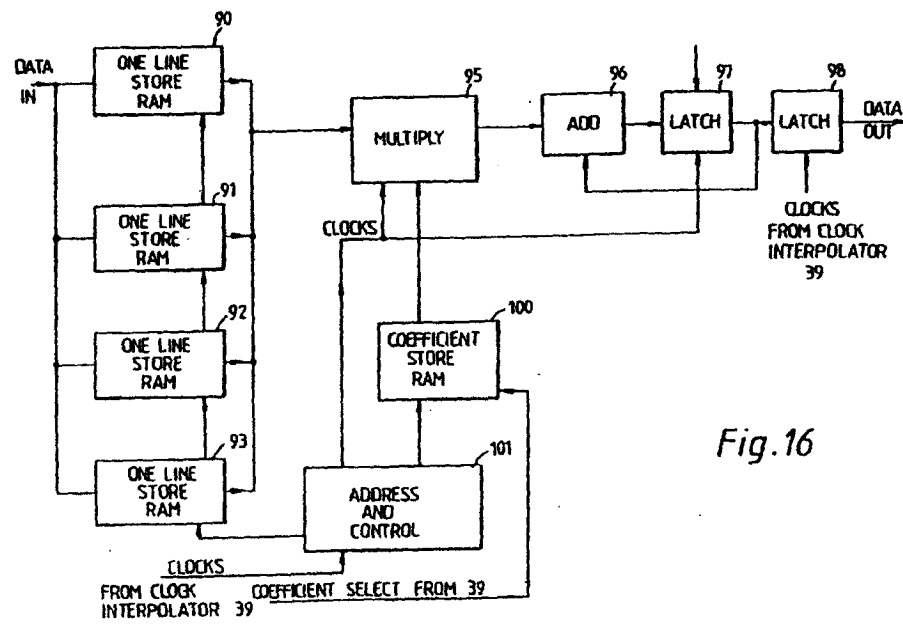 90
DATA
IN
ONE LINE
STORE
RAM
91
ONE LINE
STORE
RAM
92
ONE LINE
STORE
RAM
93
ONE LINE
STORE
RAM
95
MULTIPLY
96
ADD
97
LATCH
98
LATCH
DATA
OUT
CLOCKS
FROM CLOCK
INTERPOLATOR
39
CLOCKS
100
COEFFICIENT
STORE
RAM
101
ADDRESS
AND
CONTROL
CLOCKS
FROM CLOCK
INTERPOLATOR 39
COEFFICIENT SELECT FROM 39
Fig.16